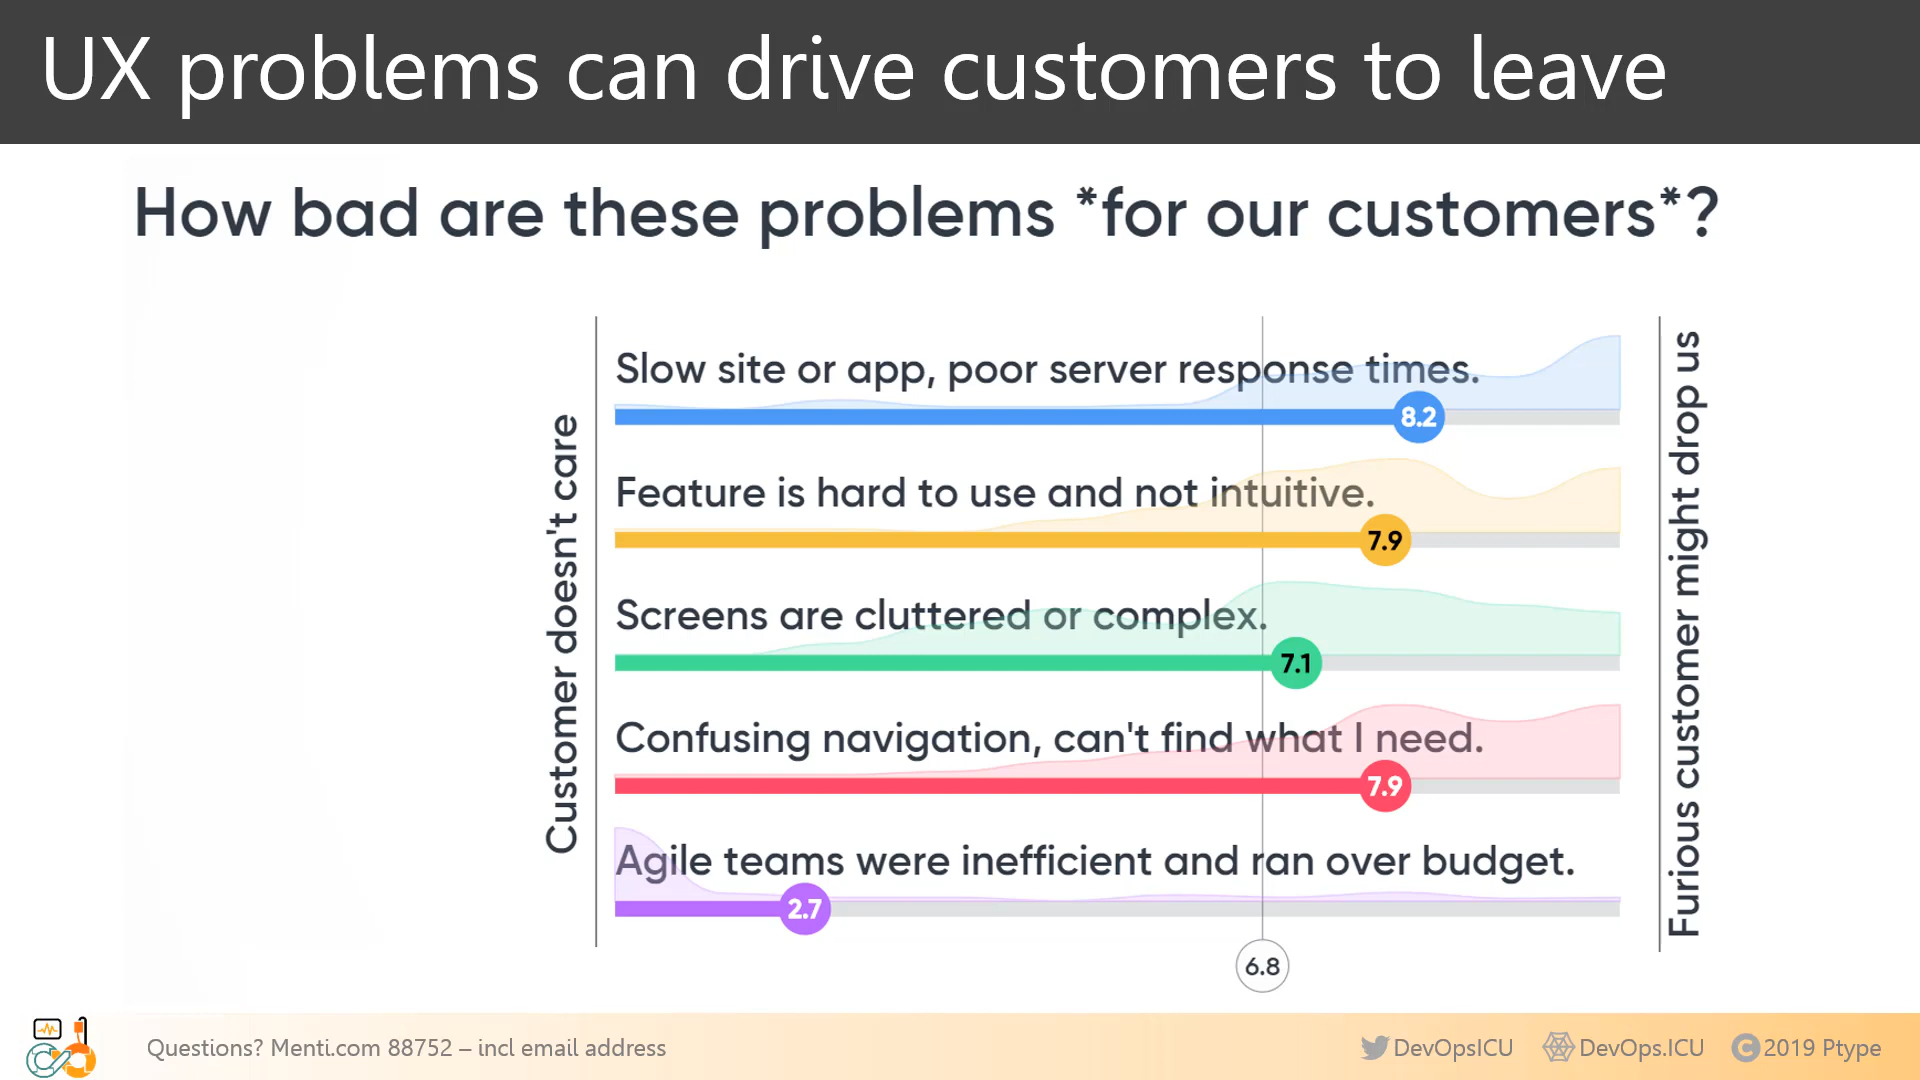 UX problems can drive customers to leave
How bad are these problems *for our customers*?
Customer doesn't care
Slow site or app, poor server response times.
8.2
Feature is hard to use and not intuitive.
7.9
Screens are cluttered or complex.
7.1
Confusing navigation, can't find what I need.
7.9
Agile teams were inefficient and ran over budget.
2.7
6.8
Furious customer might drop us
Questions? Menti.com 88752 – incl email address
DevOpsICU
DevOps.ICU
© 2019 Ptype